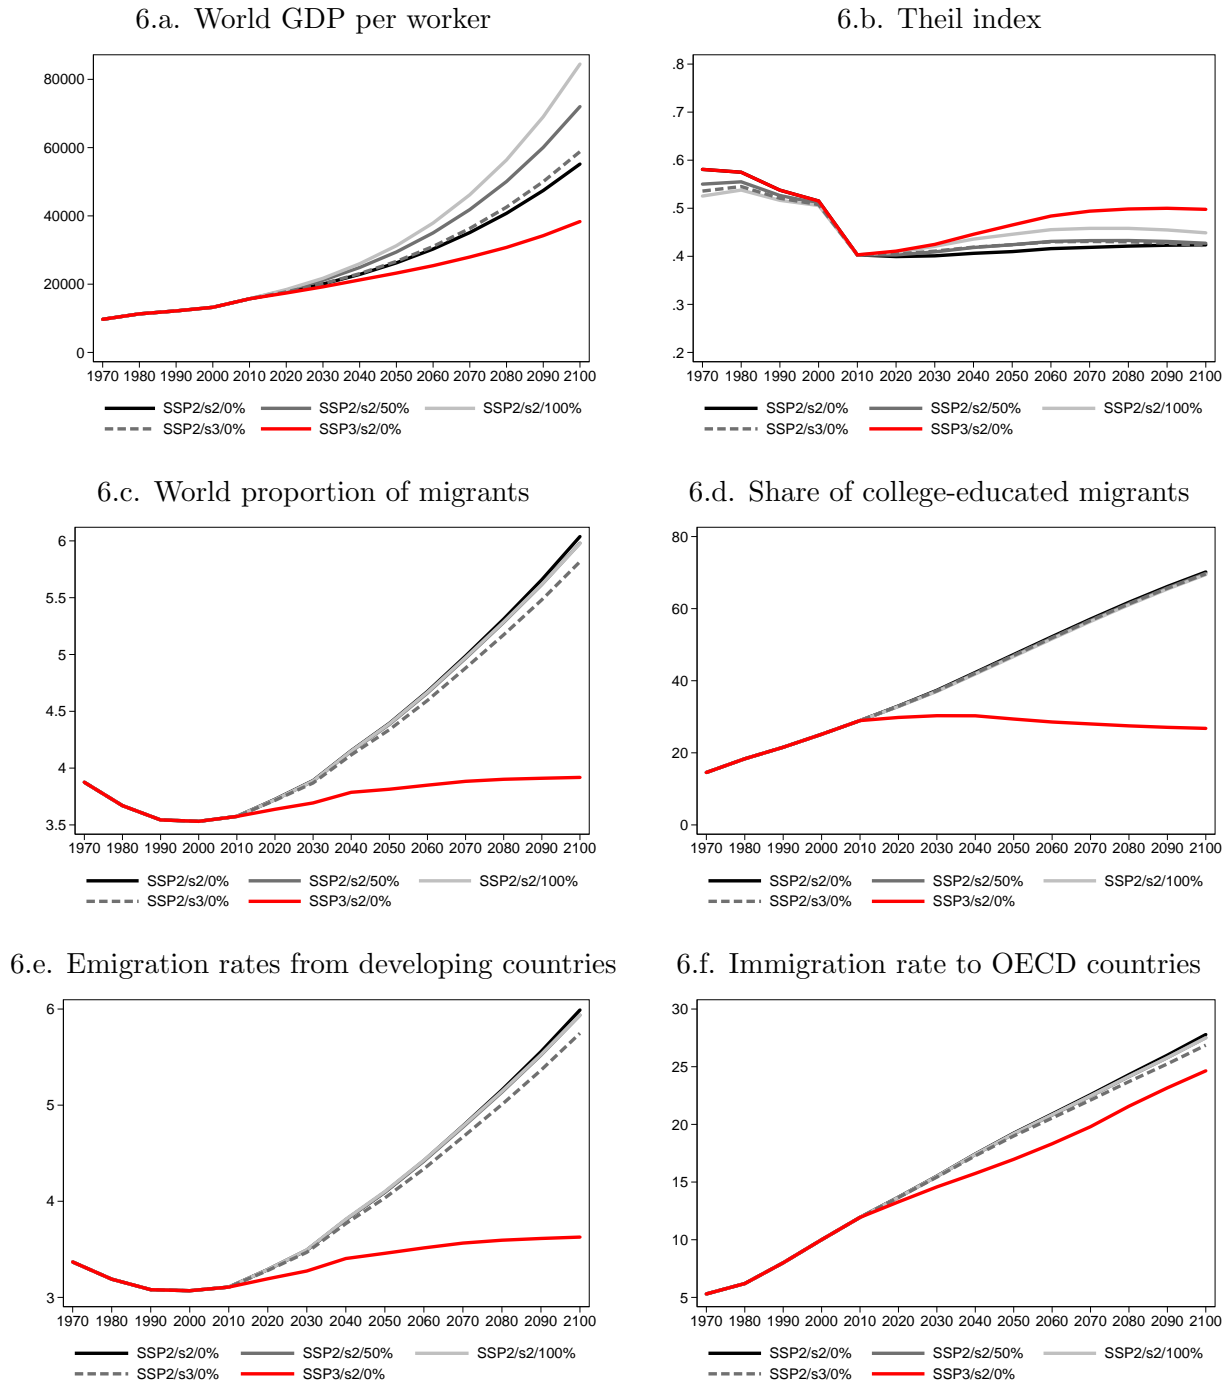 6.a. World GDP per worker
80000
60000
40000
20000
0
1970 1980 1990 2000 2010 2020 2030 2040 2050 2060 2070 2080 2090 2100
SSP2/s2/0% SSP2/s2/50% SSP2/s2/100%
SSP2/s3/0% SSP3/s2/0%
6.b. Theil index
.8
.7
.6
.5
.4
.3
.2
1970 1980 1990 2000 2010 2020 2030 2040 2050 2060 2070 2080 2090 2100
SSP2/s2/0% SSP2/s2/50% SSP2/s2/100%
SSP2/s3/0% SSP3/s2/0%
6.c. World proportion of migrants
6
5.5
5
4.5
4
3.5
1970 1980 1990 2000 2010 2020 2030 2040 2050 2060 2070 2080 2090 2100
SSP2/s2/0% SSP2/s2/50% SSP2/s2/100%
SSP2/s3/0% SSP3/s2/0%
6.d. Share of college-educated migrants
80
60
40
20
0
1970 1980 1990 2000 2010 2020 2030 2040 2050 2060 2070 2080 2090 2100
SSP2/s2/0% SSP2/s2/50% SSP2/s2/100%
SSP2/s3/0% SSP3/s2/0%
6.e. Emigration rates from developing countries
6
5
4
3
1970 1980 1990 2000 2010 2020 2030 2040 2050 2060 2070 2080 2090 2100
SSP2/s2/0% SSP2/s2/50% SSP2/s2/100%
SSP2/s3/0% SSP3/s2/0%
6.f. Immigration rate to OECD countries
30
25
20
15
10
5
1970 1980 1990 2000 2010 2020 2030 2040 2050 2060 2070 2080 2090 2100
SSP2/s2/0% SSP2/s2/50% SSP2/s2/100%
SSP2/s3/0% SSP3/s2/0%